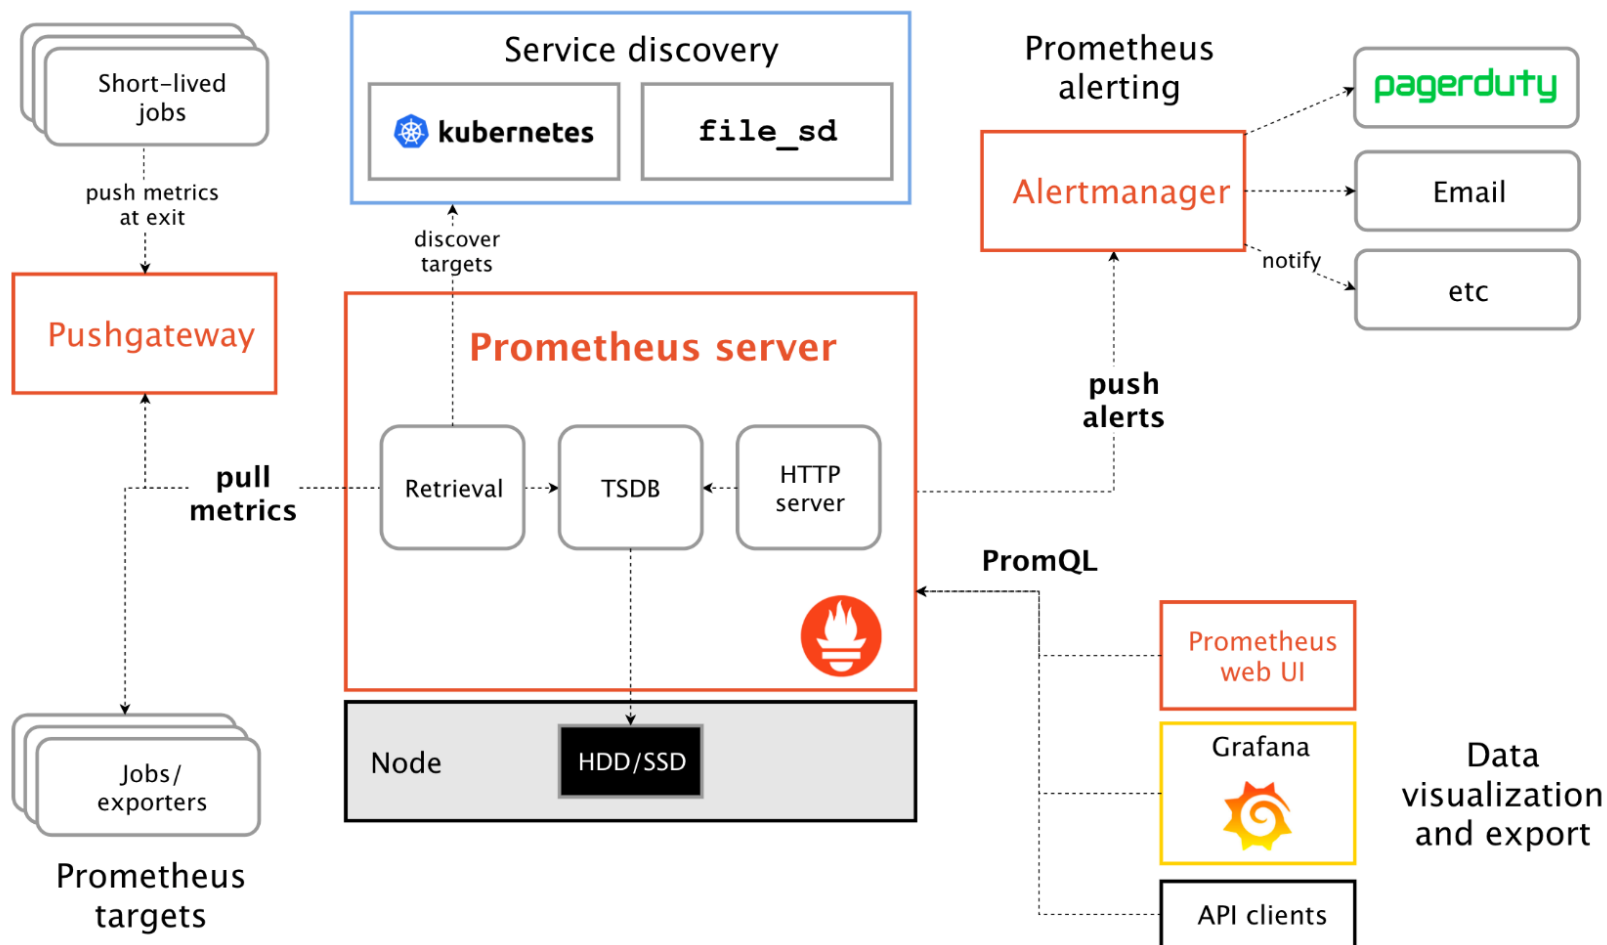 Short-lived
jobs
push metrics
at exit
Pushgateway
pull
metrics
Jobs/
exporters
Prometheus
targets
Service discovery
kubernetes
file_sd
discover
targets
Prometheus server
Retrieval
TSDB
HTTP
server
Node
HDD/SSD
Prometheus
alerting
Alertmanager
pagerduty
Email
notify
etc
push
alerts
PromQL
Prometheus
web UI
Grafana
API clients
Data
visualization
and export